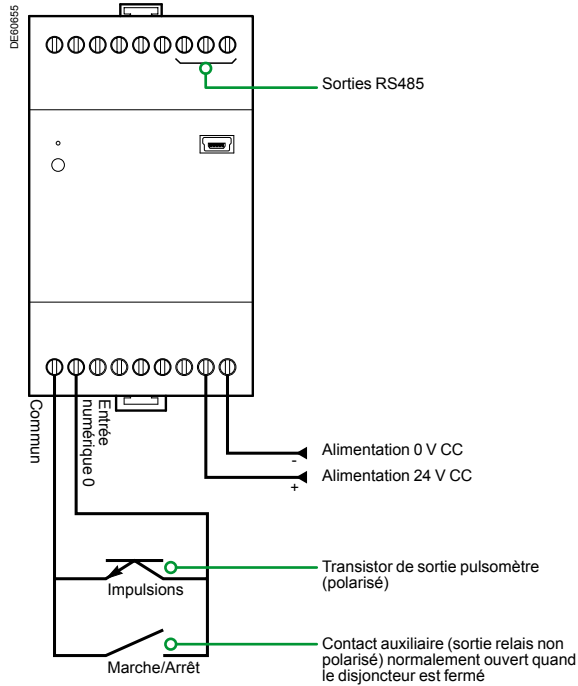 DE60655
Sorties RS485
Commun
Entrée
numérique 0
Alimentation 0 V CC
-
Alimentation 24 V CC
+
Transistor de sortie pulsomètre
(polarisé)
Impulsions
Contact auxiliaire (sortie relais non
polarisé) normalement ouvert quand
le disjoncteur est fermé
Marche/Arrêt